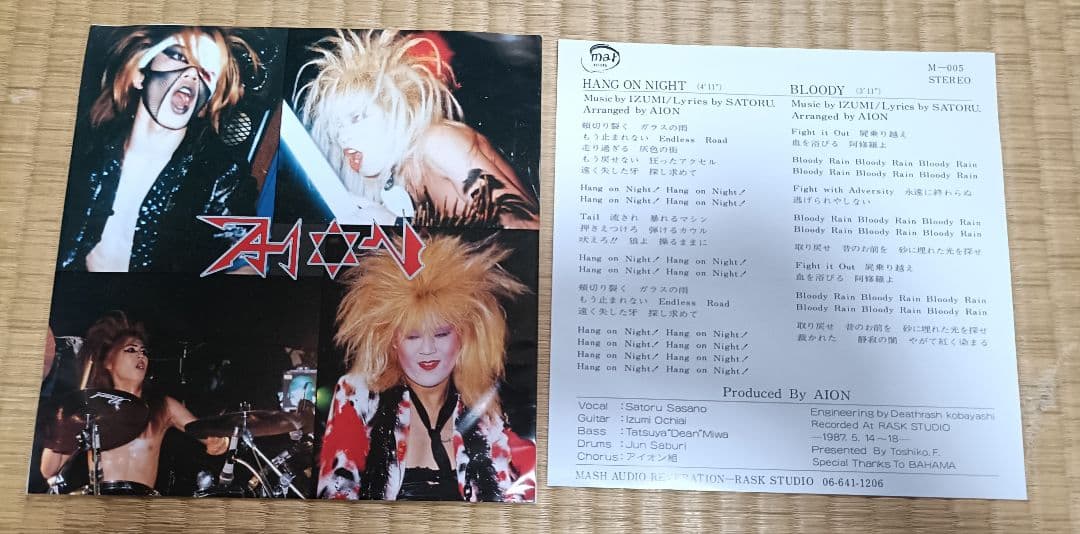 AION
mar
M-005
STEREO
HANG ON NIGHT (4'11")
Music by IZUMI/Lyrics by SATORU.
Arranged by AION
頬切り裂く ガラスの雨
もう止まれない Endless Road
走り過ぎる 灰色の街
もう戻せない 狂ったアクセル
遠く失した牙 探し求めて
Hang on Night! Hang on Night!
Hang on Night! Hang on Night!
Tail 流され 暴れるマシン
押さえつけろ 弾けるカウル
吠えろ!! 狼よ 操るままに
Hang on Night! Hang on Night!
Hang on Night! Hang on Night!
頬切り裂く ガラスの雨
もう止まれない Endless Road
遠く失した牙 探し求めて
Hang on Night! Hang on Night!
Hang on Night! Hang on Night!
Hang on Night! Hang on Night!
Hang on Night! Hang on Night!
BLOODY (3'11")
Music by IZUMI/Lyrics by SATORU.
Arranged by AION
Fight it Out 屍乗り越え
血を浴びる 阿修羅よ
Bloody Rain Bloody Rain Bloody Rain
Bloody Rain Bloody Rain Bloody Rain
Fight with Adversity 永遠に終わらぬ
逃げられやしない
Bloody Rain Bloody Rain Bloody Rain
Bloody Rain Bloody Rain Bloody Rain
取り戻せ 昔のお前を 砂に埋れた光を探せ
Fight it Out 屍乗り越え
血を浴びる 阿修羅よ
Bloody Rain Bloody Rain Bloody Rain
Bloody Rain Bloody Rain Bloody Rain
取り戻せ 昔のお前を 砂に埋れた光を探せ
裁かれた 静寂の闇 やがて紅く染まる
Produced By AION
Vocal :Satoru Sasano
Guitar :Izumi Ochiai
Bass :Tatsuya"Dean"Miwa
Drums :Jun Saburi
Chorus:アイオン組
Engineering by Deathrash kobayashi
Recorded At RASK STUDIO
—1987. 5. 14~18—
Presented By Toshiko. F.
Special Thanks To BAHAMA
MASH AUDIO —RASK STUDIO 06-641-1206